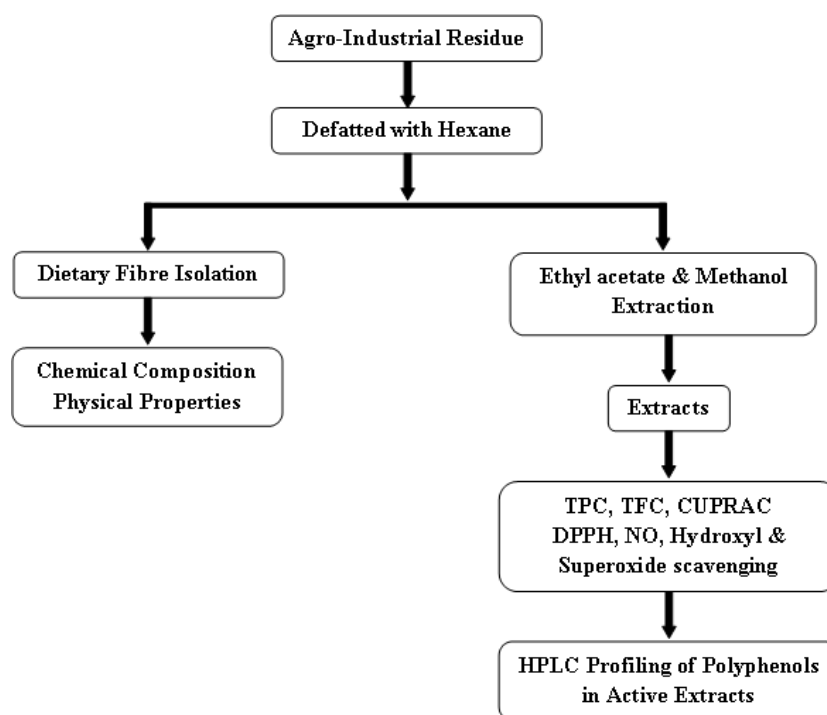 Agro-Industrial Residue
Defatted with Hexane
Dietary Fibre Isolation
Chemical Composition
Physical Properties
Ethyl acetate & Methanol
Extraction
Extracts
TPC, TFC, CUPRAC
DPPH, NO, Hydroxyl &
Superoxide scavenging
HPLC Profiling of Polyphenols
in Active Extracts